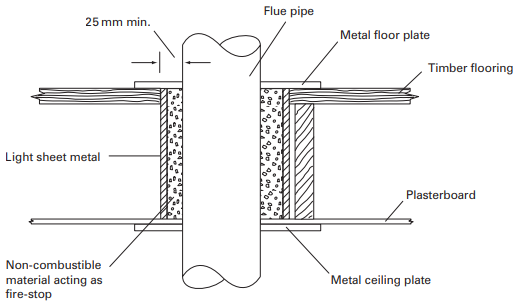 Flue pipe
25 mm min.
Metal floor plate
Timber flooring
Light sheet metal
Plasterboard
Non-combustible
material acting as
fire-stop
Metal ceiling plate